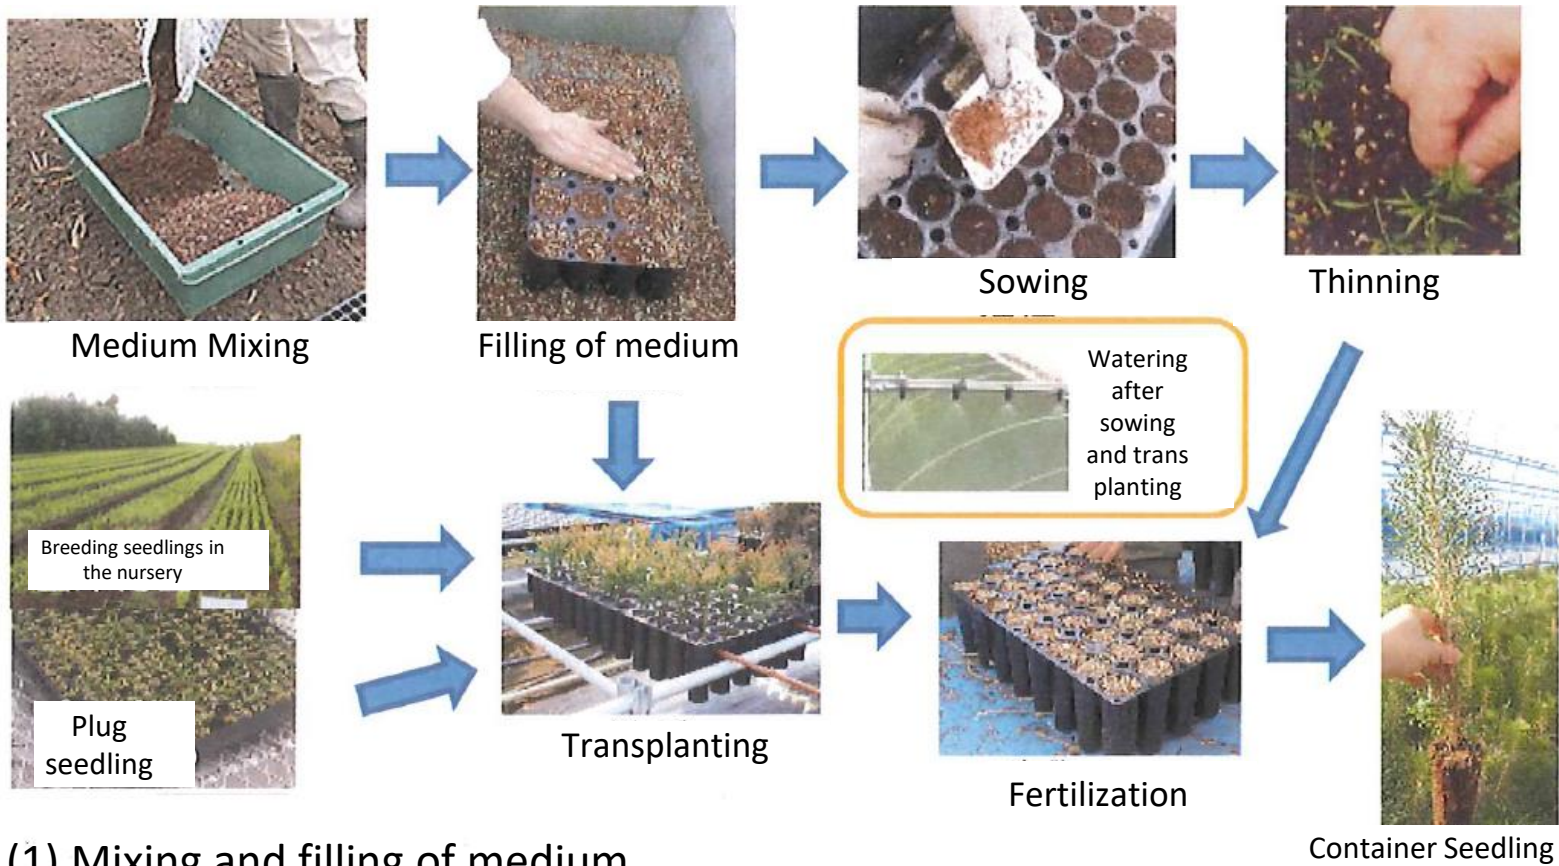 Sowing
Thinning
Medium Mixing
Filling of medium
Watering
after
sowing
and trans
planting
Breeding seedlings in
the nursery
Plug
seedling
Transplanting
Fertilization
Container Seedling
(1) Mixing and filling of medium